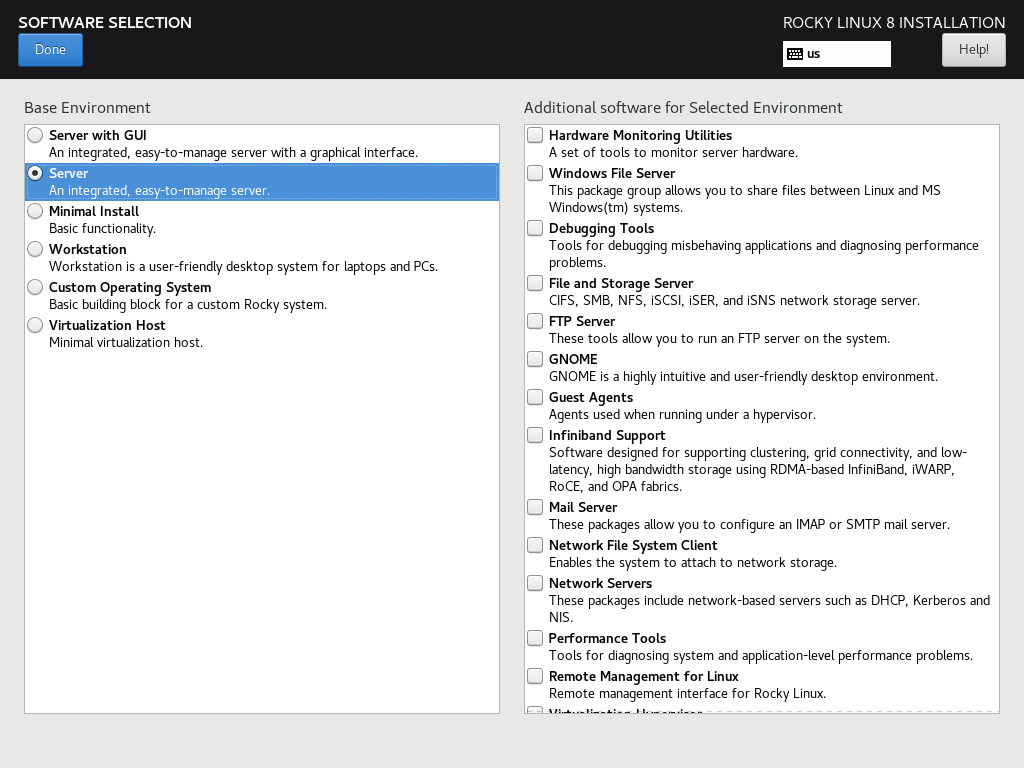 SOFTWARE SELECTION
ROCKY LINUX 8 INSTALLATION
Done
us
Help!
Base Environment
Server with GUI
An integrated, easy-to-manage server with a graphical interface.
Server
An integrated, easy-to-manage server.
Minimal Install
Basic functionality.
Workstation
Workstation is a user-friendly desktop system for laptops and PCs.
Custom Operating System
Basic building block for a custom Rocky system.
Virtualization Host
Minimal virtualization host.
Additional software for Selected Environment
Hardware Monitoring Utilities
A set of tools to monitor server hardware.
Windows File Server
This package group allows you to share files between Linux and MS
Windows(tm) systems.
Debugging Tools
Tools for debugging misbehaving applications and diagnosing performance
problems.
File and Storage Server
CIFS, SMB, NFS, iSCSI, iSER, and iSNS network storage server.
FTP Server
These tools allow you to run an FTP server on the system.
GNOME
GNOME is a highly intuitive and user-friendly desktop environment.
Guest Agents
Agents used when running under a hypervisor.
Infiniband Support
Software designed for supporting clustering, grid connectivity, and low-
latency, high bandwidth storage using RDMA-based InfiniBand, iWARP,
RoCE, and OPA fabrics.
Mail Server
These packages allow you to configure an IMAP or SMTP mail server.
Network File System Client
Enables the system to attach to network storage.
Network Servers
These packages include network-based servers such as DHCP, Kerberos and
NIS.
Performance Tools
Tools for diagnosing system and application-level performance problems.
Remote Management for Linux
Remote management interface for Rocky Linux.
Virtualization Hypervisor